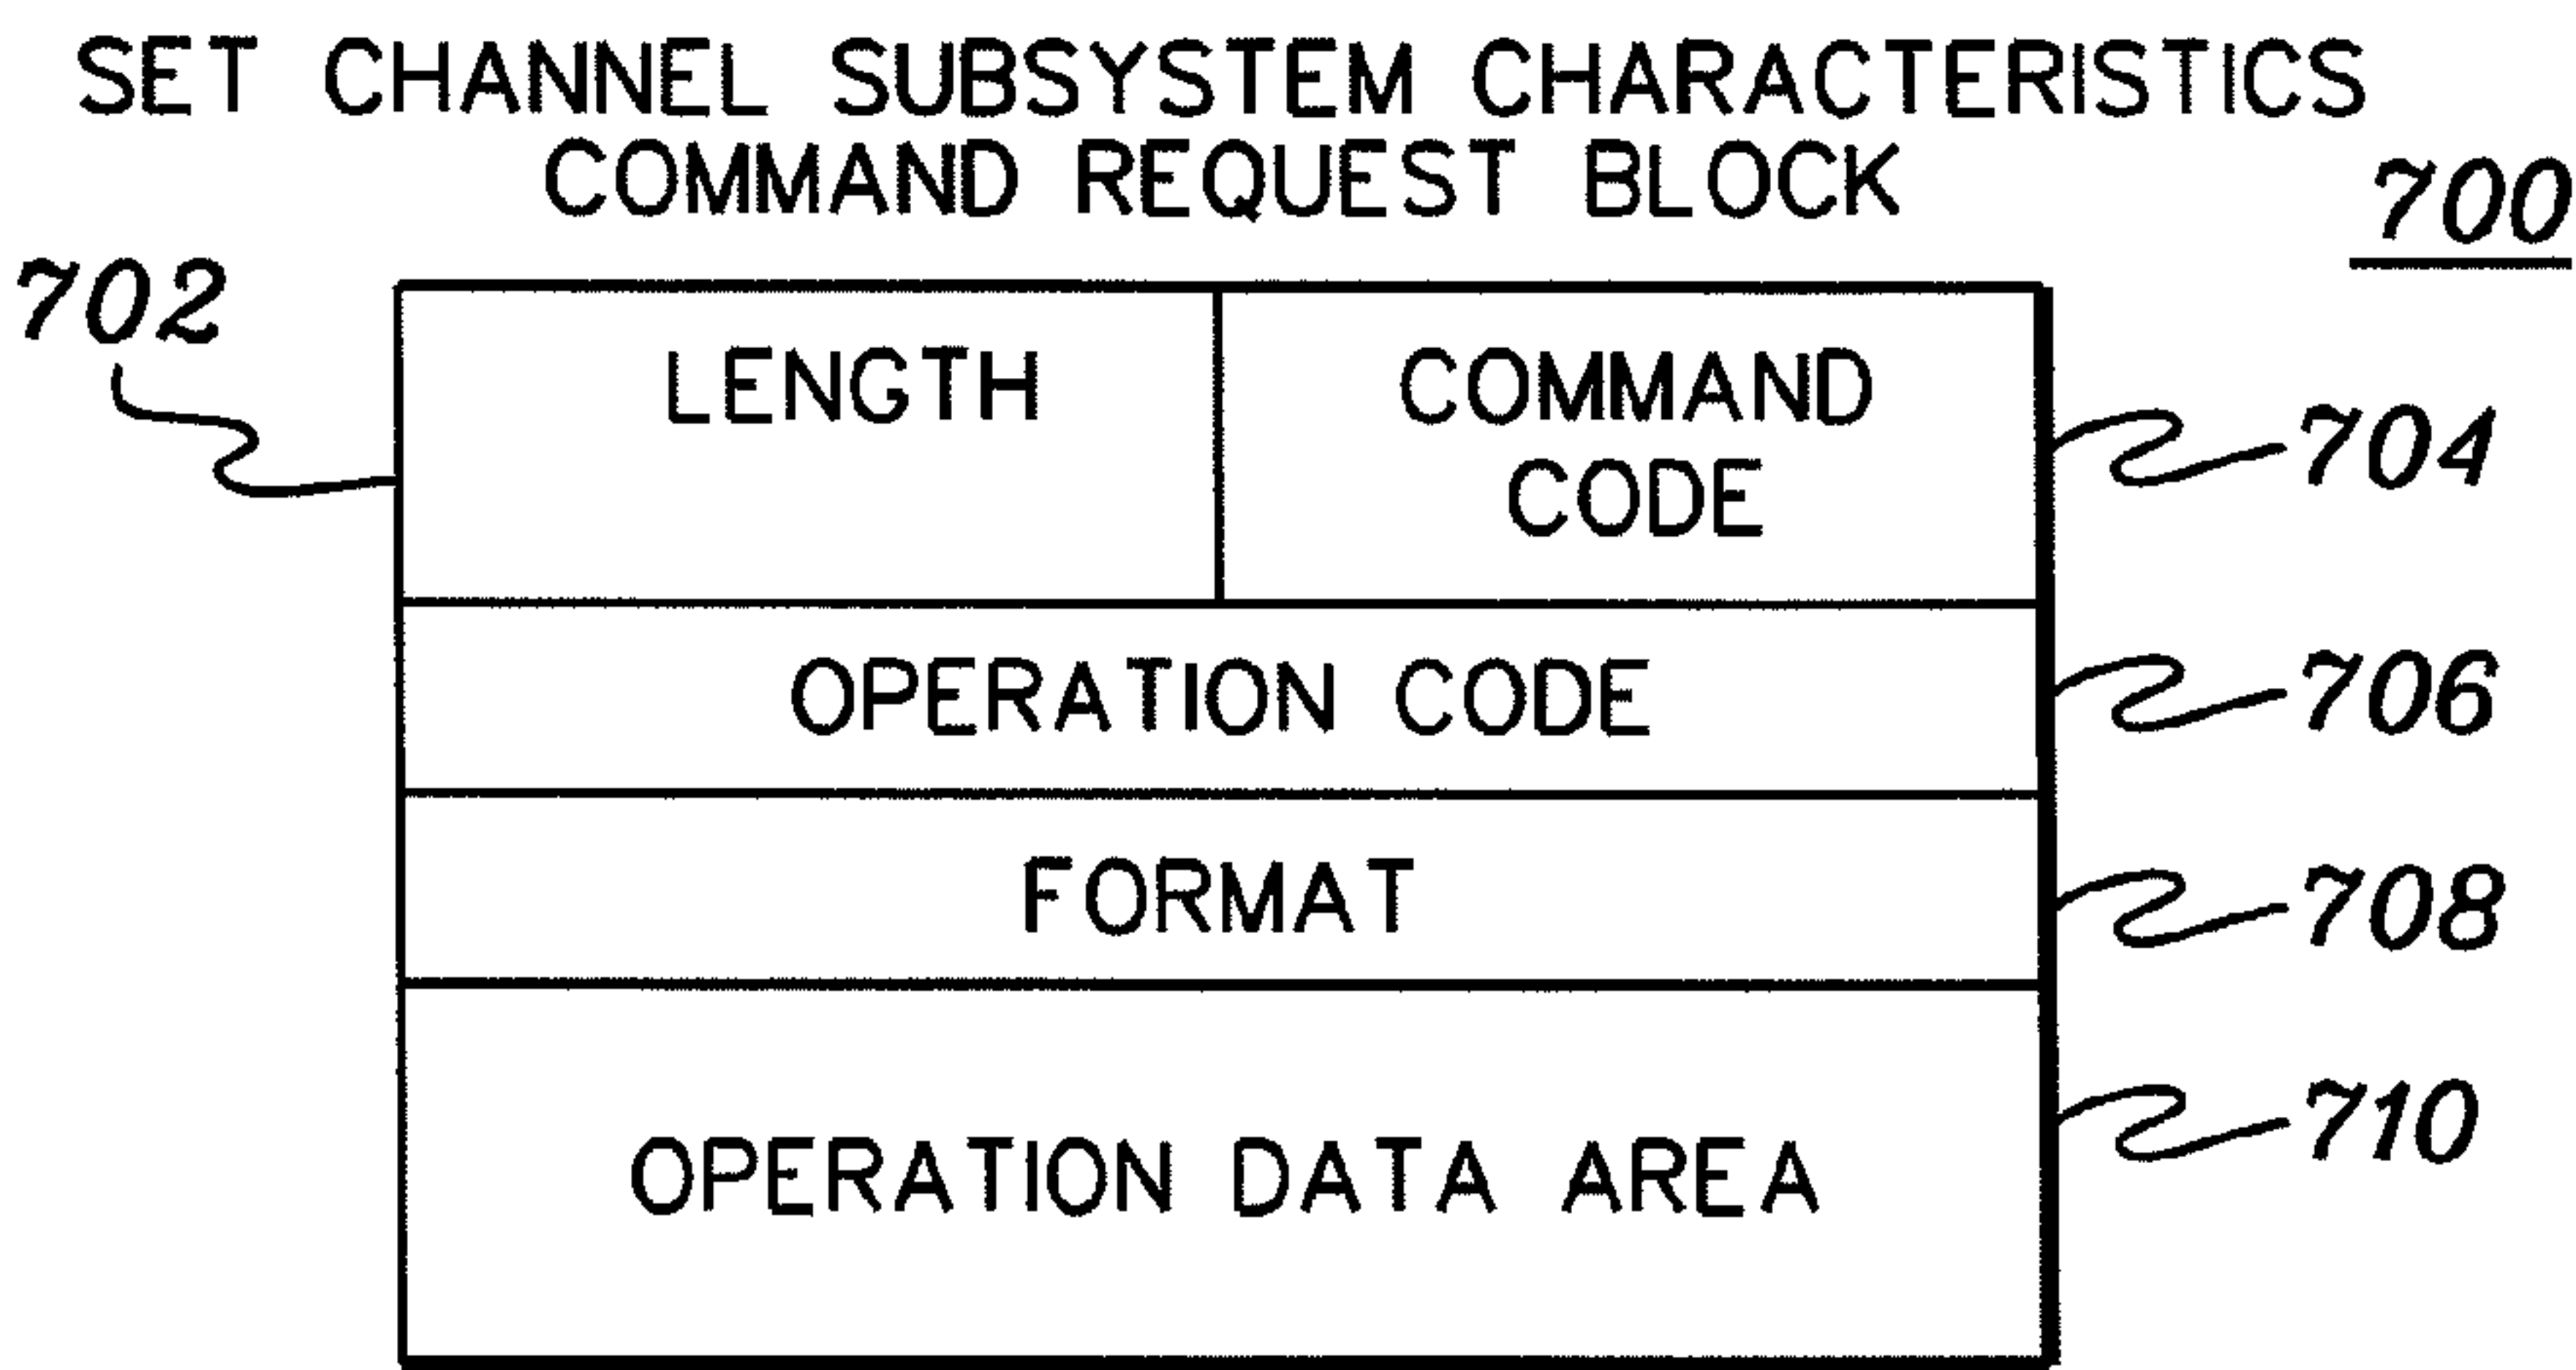 SET CHANNEL SUBSYSTEM CHARACTERISTICS
COMMAND REQUEST BLOCK
700
702
LENGTH
COMMAND
CODE
704
OPERATION CODE
706
FORMAT
708
OPERATION DATA AREA
710